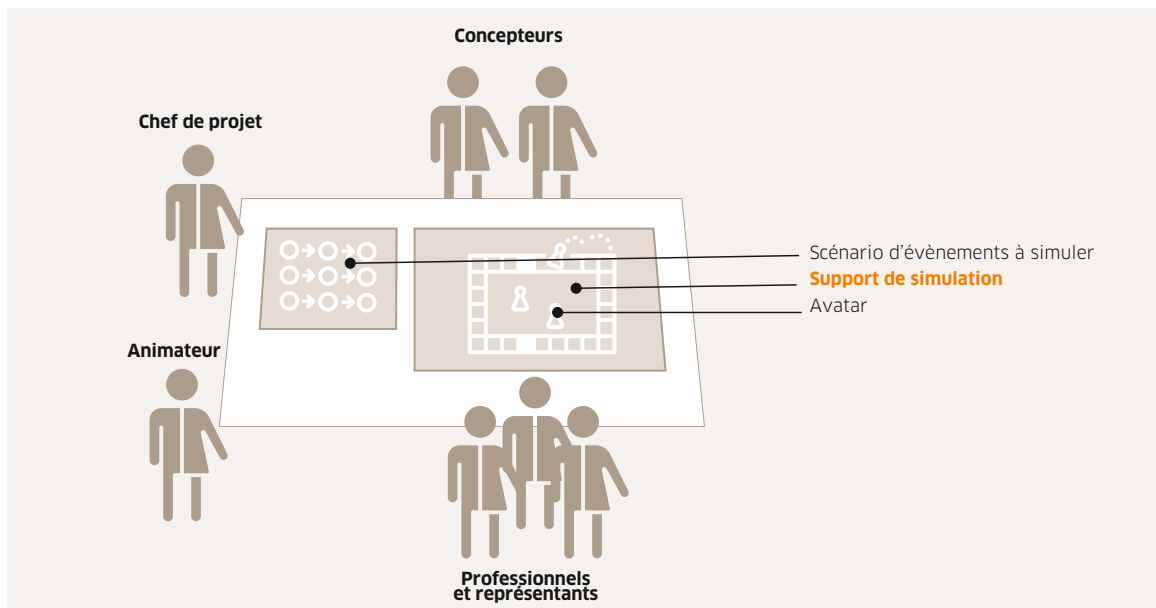 Concepteurs
Chef de projet
Scénario d'évènements à simuler
Support de simulation
Avatar
Animateur
Professionnels
et représentants